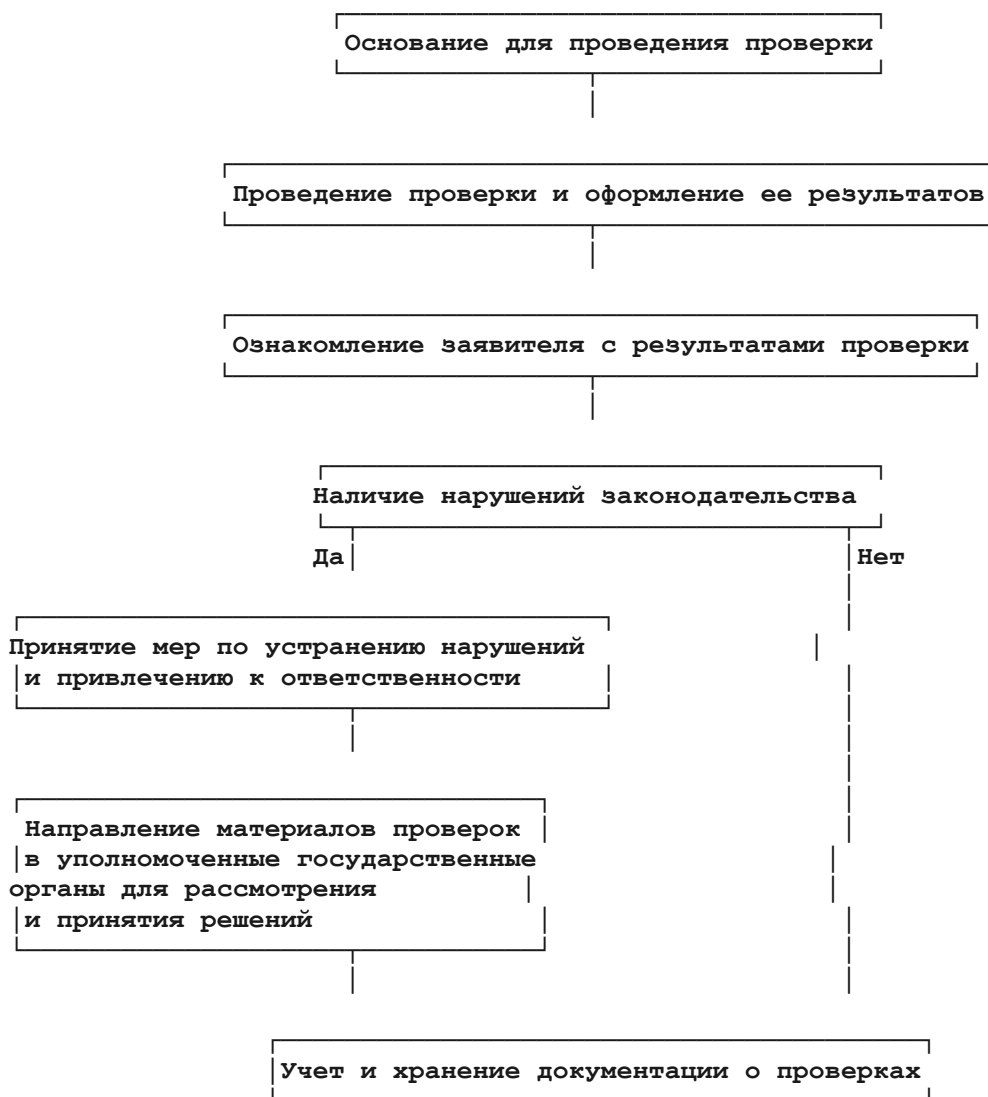 Основание для проведения проверки
Проведение проверки и оформление ее результатов
Ознакомление заявителя с результатами проверки
Наличие нарушений законодательства
Да Нет
Принятие мер по устранению нарушений
и привлечению к ответственности
Направление материалов проверок
в уполномоченные государственные
органы для рассмотрения
и принятия решений
Учет и хранение документации о проверках